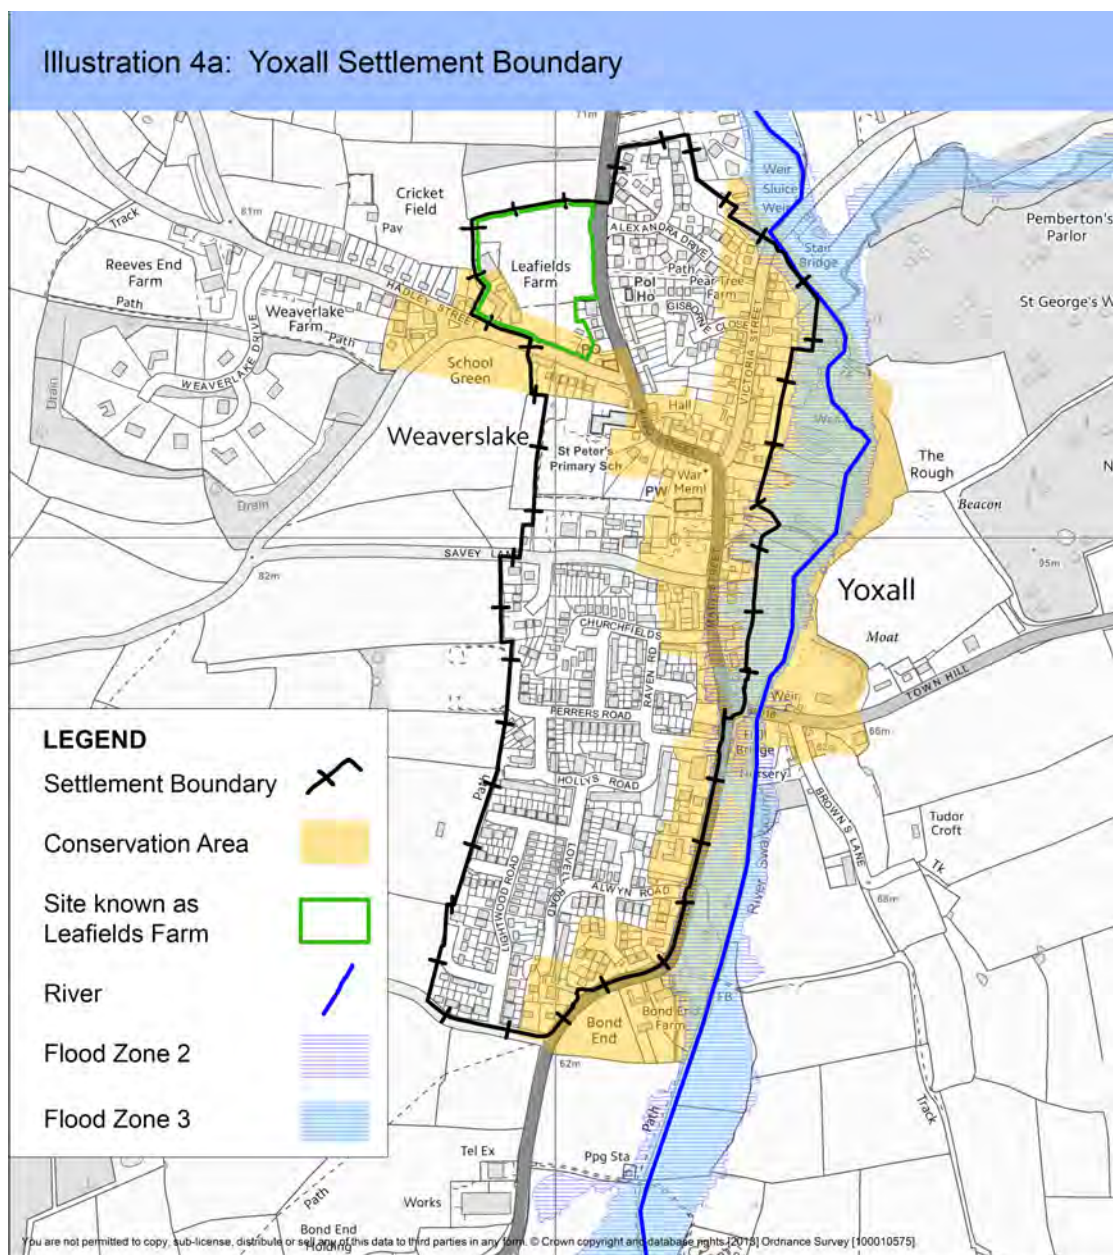 Illustration 4a: Yoxall Settlement Boundary
71m
Weir
Sluice
Weir
Cricket
Field
Pav
Track
81m
Pemberton's
Parlor
ALEXANDRA DRIVE
Stair
Bridge
Reeves End
Farm
Leafields
Farm
Path
Pol
Ho
Pear Tree
Farm
HADLEY STREET
GISBORNE CLOSE
St George's W
Path
Weaverlake
Farm
Path
VICTORIA STREET
WEAVERLAKE DRIVE
School
Green
PO
Drain
Hall
Weir
Weaverslake
St Peter's
Primary Sch
War
Meml
PW
The
Rough
Beacon
Drain
SAVEY LANE
82m
95m
MAIN STREET
Yoxall
CHURCHFIELDS
Moat
RAVEN RD
TOWN HILL
Weir
FERRERS ROAD
66m
Bridge
Nursery
HOLLYS ROAD
Path
BROWN'S LANE
Tudor
Croft
Tk
LIGHTWOOD ROAD
LOVELL ROAD
ALWYN ROAD
River Swarbourn
68m
FB
Bond End
Farm
Bond
End
62m
Track
Path
Tel Ex
Ppg Sta
Works
Path
Bond End
Holding
LEGEND
Settlement Boundary
Conservation Area
Site known as
Leafields Farm
River
Flood Zone 2
Flood Zone 3
You are not permitted to copy, sub-license, distribute or sell any of this data to third parties in any form. © Crown copyright and database rights [2013] Ordnance Survey [100010575].